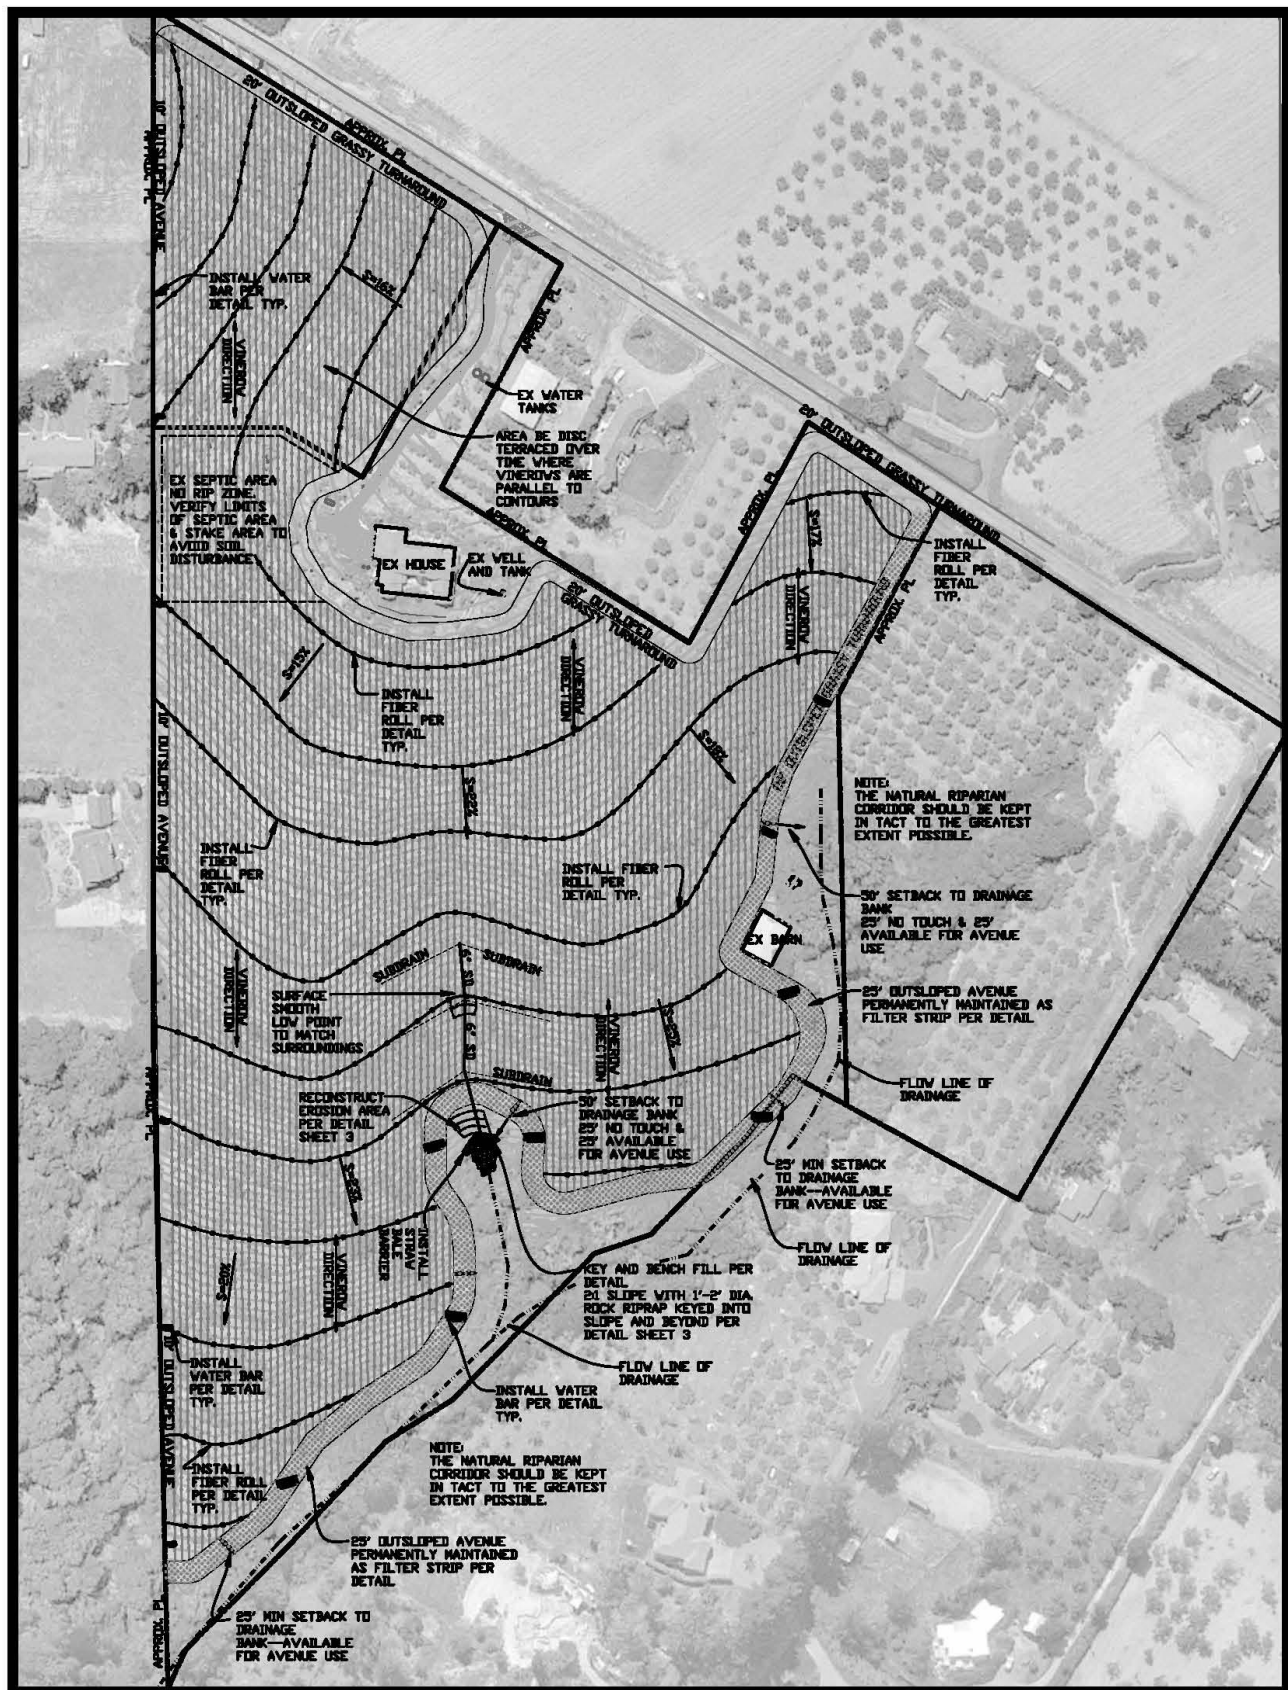 20' OUTSLOPED GRASSY TURNAROUND
APPROX. PL
10' OUTSLOPED AVENUE
APPROX. PL
INSTALL WATER
BAR PER
DETAIL TYP.
S=16%
VINEROW
DIRECTION
APPROX. PL
EX WATER
TANKS
AREA BE DISC
TERRACED OVER
TIME WHERE
VINEROWS ARE
PARALLEL TO
CONTOURS
20' OUTSLOPED GRASSY TURNAROUND
EX SEPTIC AREA
NO RIP ZONE.
VERIFY LIMITS
OF SEPTIC AREA
& STAKE AREA TO
AVOID SOIL
DISTURBANCE
APPROX. PL
APPROX. PL
S=17%
INSTALL
FIBER
ROLL PER
DETAIL
TYP.
EX HOUSE
EX WELL
AND TANK
20' OUTSLOPED
GRASSY TURNAROUND
VINEROW
DIRECTION
APPROX. PL
20' OUTSLOPED GRASSY TURNAROUND
S=15%
INSTALL
FIBER
ROLL PER
DETAIL
TYP.
VINEROW
DIRECTION
10' OUTSLOPED AVENUE
S=22%
NOTE:
THE NATURAL RIPARIAN
CORRIDOR SHOULD BE KEPT
IN TACT TO THE GREATEST
EXTENT POSSIBLE.
INSTALL
FIBER
ROLL PER
DETAIL
TYP.
INSTALL FIBER
ROLL PER
DETAIL TYP.
50' SETBACK TO DRAINAGE
BANK
25' NO TOUCH & 25'
AVAILABLE FOR AVENUE
USE
EX BARN
SUBDRAIN
SUBDRAIN
6" SD
VINEROW
DIRECTION
SURFACE
SMOOTH
LOW POINT
TO MATCH
SURROUNDINGS
6" SD
VINEROW
DIRECTION
25' OUTSLOPED AVENUE
PERMANENTLY MAINTAINED AS
FILTER STRIP PER DETAIL
SUBDRAIN
FLOW LINE OF
DRAINAGE
APPROX. PL
RECONSTRUCT
EROSION AREA
PER DETAIL
SHEET 3
50' SETBACK TO
DRAINAGE BANK
25' NO TOUCH &
25' AVAILABLE
FOR AVENUE USE
25' MIN SETBACK
TO DRAINAGE
BANK--AVAILABLE
FOR AVENUE USE
INSTALL
STRAW
BALE
BARRIER
VINEROW
DIRECTION
FLOW LINE OF
DRAINAGE
KEY AND BENCH FILL PER
DETAIL
2:1 SLOPE WITH 1'-2' DIA.
ROCK RIPRAP KEYED INTO
SLOPE AND BEYOND PER
DETAIL SHEET 3
INSTALL
WATER BAR
PER DETAIL
TYP.
10' OUTSLOPED AVENUE
FLOW LINE OF
DRAINAGE
INSTALL WATER
BAR PER DETAIL
TYP.
NOTE:
THE NATURAL RIPARIAN
CORRIDOR SHOULD BE KEPT
IN TACT TO THE GREATEST
EXTENT POSSIBLE.
INSTALL
FIBER ROLL
PER DETAIL
TYP.
25' OUTSLOPED AVENUE
PERMANENTLY MAINTAINED
AS FILTER STRIP PER
DETAIL
APPROX. PL
25' MIN SETBACK TO
DRAINAGE
BANK--AVAILABLE
FOR AVENUE USE